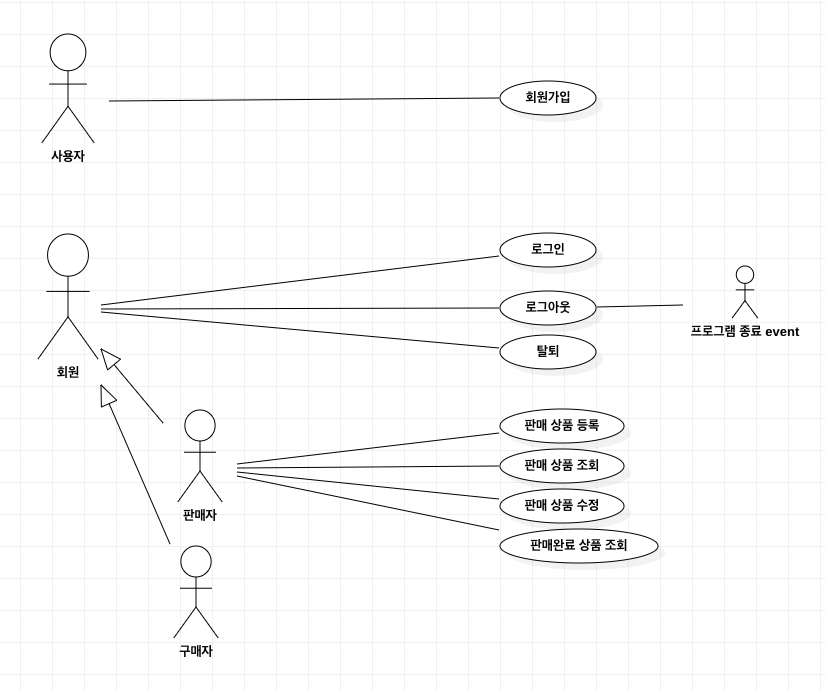 회원가입
사용자
로그인
로그아웃
프로그램 종료 event
탈퇴
회원
판매 상품 등록
판매 상품 조회
판매 상품 수정
판매자
판매완료 상품 조회
구매자